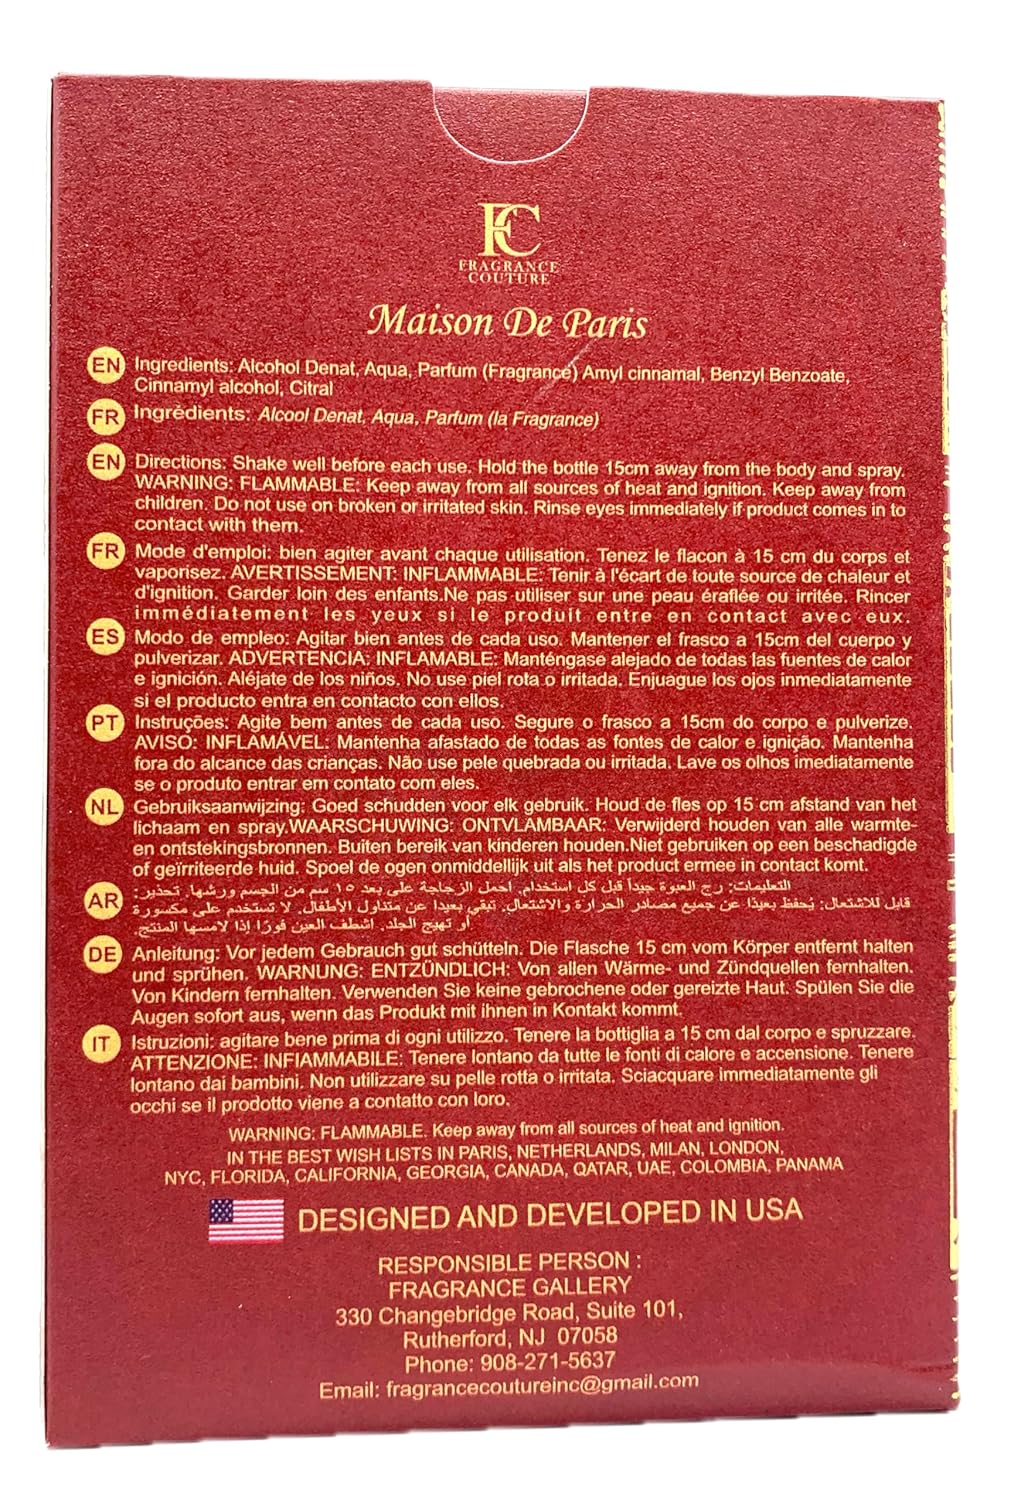 FC
FRAGRANCE
COUTURE
Maison De Paris
EN Ingredients: Alcohol Denat, Aqua, Parfum (Fragrance) Amyl cinnamal, Benzyl Benzoate,
Cinnamyl alcohol, Citral
FR Ingrèdients: Alcool Denat, Aqua, Parfum (la Fragrance)
EN Directions: Shake well before each use. Hold the bottle 15cm away from the body and spray.
WARNING: FLAMMABLE: Keep away from all sources of heat and ignition. Keep away from
children. Do not use on broken or irritated skin. Rinse eyes immediately if product comes in to
contact with them.
FR Mode d'emploi: bien agiter avant chaque utilisation. Tenez le flacon à 15 cm du corps et
vaporisez. AVERTISSEMENT: INFLAMMABLE: Tenir à l'écart de toute source de chaleur et
d'ignition. Garder loin des enfants.Ne pas utiliser sur une peau éraflée ou irritée. Rincer
immédiatement les yeux si le produit entre en contact avec eux.
ES Modo de empleo: Agitar bien antes de cada uso. Mantener el frasco a 15cm del cuerpo y
pulverizar. ADVERTENCIA: INFLAMABLE: Manténgase alejado de todas las fuentes de calor
e ignición. Aléjate de los niños. No use piel rota o irritada. Enjuague los ojos inmediatamente
si el producto entra en contacto con ellos.
PT Instruções: Agite bem antes de cada uso. Segure o frasco a 15cm do corpo e pulverize.
AVISO: INFLAMÁVEL: Mantenha afastado de todas as fontes de calor e ignição. Mantenha
fora do alcance das crianças. Não use pele quebrada ou irritada. Lave os olhos imediatamente
se o produto entrar em contato com eles.
NL Gebruiksaanwijzing: Goed schudden voor elk gebruik. Houd de fles op 15 cm afstand van het
lichaam en spray.WAARSCHUWING: ONTVLAMBAAR: Verwijderd houden van alle warmte-
en ontstekingsbronnen. Buiten bereik van kinderen houden.Niet gebruiken op een beschadigde
of geïrriteerde huid. Spoel de ogen onmiddellijk uit als het product ermee in contact komt.
AR التعليمات: رج العبوة جيداً قبل كل استخدام. احمل الزجاجة على بعد ١٥ سم من الجسم ورشها. تحذير:
قابل للاشتعال: يُحفظ بعيدًا عن جميع مصادر الحرارة والاشتعال. تبقي بعيدا عن متناول الأطفال. لا تستخدم على مكسورة
أو تهيج الجلد. اشطف العين فورًا إذا لامسها المنتج.
DE Anleitung: Vor jedem Gebrauch gut schütteln. Die Flasche 15 cm vom Körper entfernt halten
und sprühen. WARNUNG: ENTZÜNDLICH: Von allen Wärme- und Zündquellen fernhalten.
Von Kindern fernhalten. Verwenden Sie keine gebrochene oder gereizte Haut. Spülen Sie die
Augen sofort aus, wenn das Produkt mit ihnen in Kontakt kommt.
IT Istruzioni: agitare bene prima di ogni utilizzo. Tenere la bottiglia a 15 cm dal corpo e spruzzare.
ATTENZIONE: INFIAMMABILE: Tenere lontano da tutte le fonti di calore e accensione. Tenere
lontano dai bambini. Non utilizzare su pelle rotta o irritata. Sciacquare immediatamente gli
occhi se il prodotto viene a contatto con loro.
WARNING: FLAMMABLE. Keep away from all sources of heat and ignition.
IN THE BEST WISH LISTS IN PARIS, NETHERLANDS, MILAN, LONDON,
NYC, FLORIDA, CALIFORNIA, GEORGIA, CANADA, QATAR, UAE, COLOMBIA, PANAMA
DESIGNED AND DEVELOPED IN USA
RESPONSIBLE PERSON :
FRAGRANCE GALLERY
330 Changebridge Road, Suite 101,
Rutherford, NJ 07058
Phone: 908-271-5637
Email: fragrancecoutureinc@gmail.com